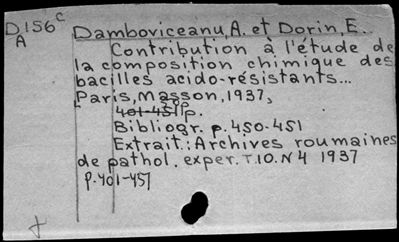 D156c Damboviceanu, A. et Dorin, E.
A
Contribution à l'étude de
la composition chimique des
bacilles acido-résistants...
Paris, Masson, 1937,
401-451 p.
Bibliogr. p. 450-451
Extrait: Archives roumaines
de pathol. exper. T.10. N4 1937
p. 401-451